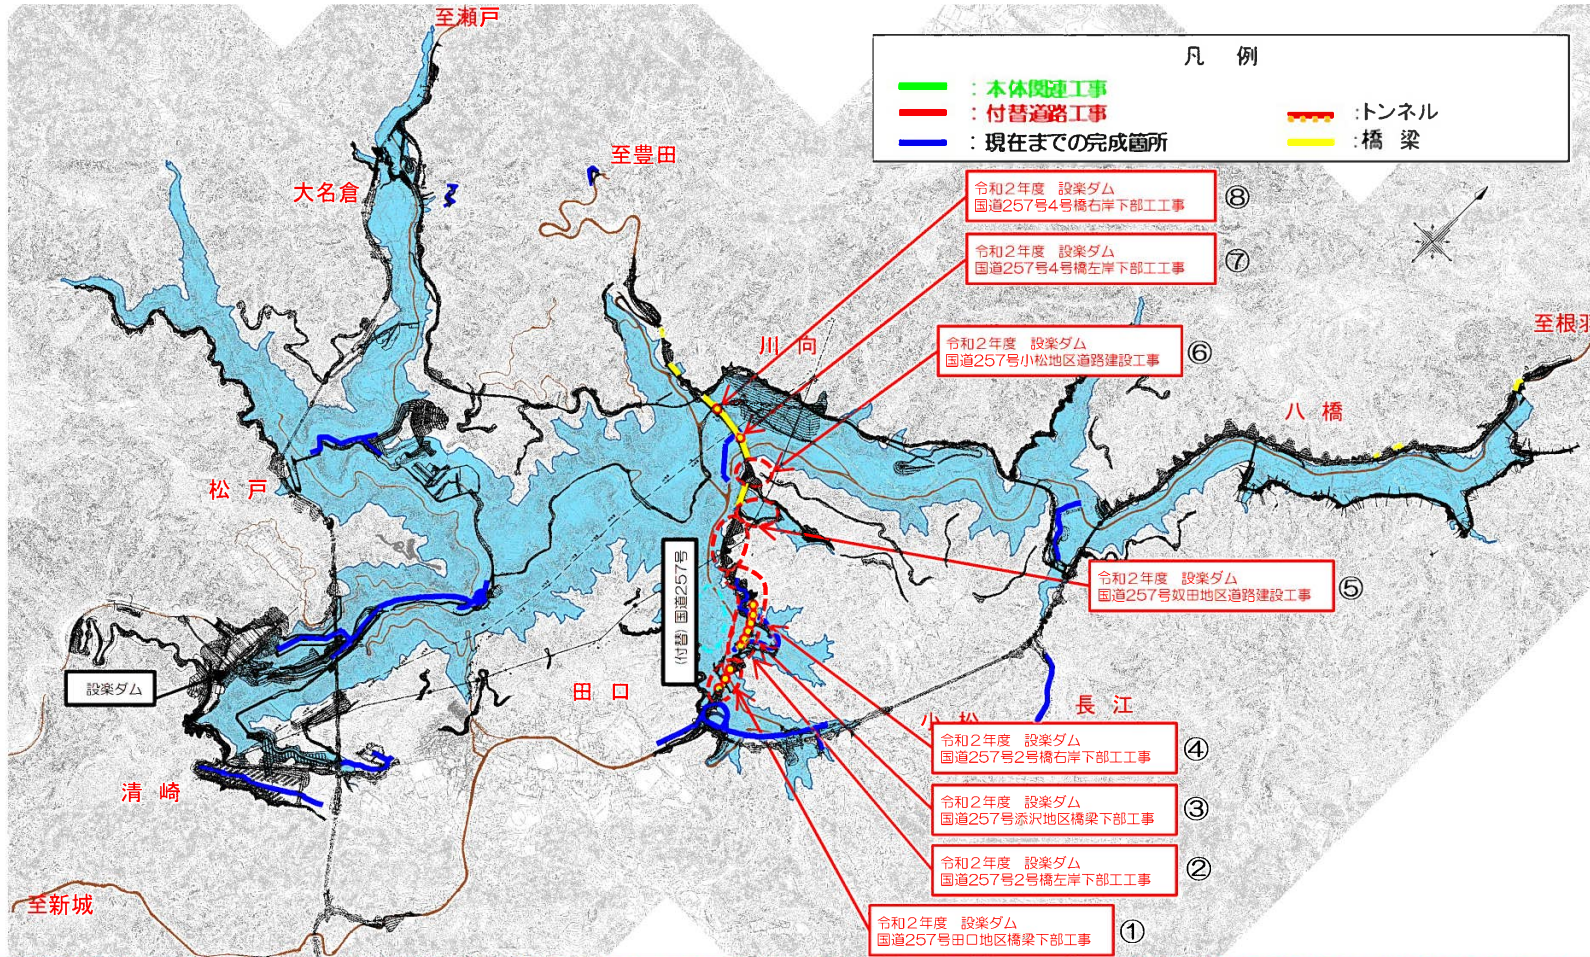 至瀬戸
凡 例
: 本体関連工事
: 付替道路工事
: 現在までの完成箇所
:トンネル
:橋 梁
至豊田
大名倉
令和2年度 設楽ダム
国道257号4号橋右岸下部工工事
⑧
令和2年度 設楽ダム
国道257号4号橋左岸下部工工事
⑦
川 向
令和2年度 設楽ダム
国道257号小松地区道路建設工事
⑥
至根羽
八 橋
松 戸
(付替) 国道257号
令和2年度 設楽ダム
国道257号奴田地区道路建設工事
⑤
設楽ダム
田 口
小 松
長 江
令和2年度 設楽ダム
国道257号2号橋右岸下部工工事
④
清 崎
令和2年度 設楽ダム
国道257号添沢地区橋梁下部工事
③
令和2年度 設楽ダム
国道257号2号橋左岸下部工工事
②
至新城
令和2年度 設楽ダム
国道257号田口地区橋梁下部工事
①